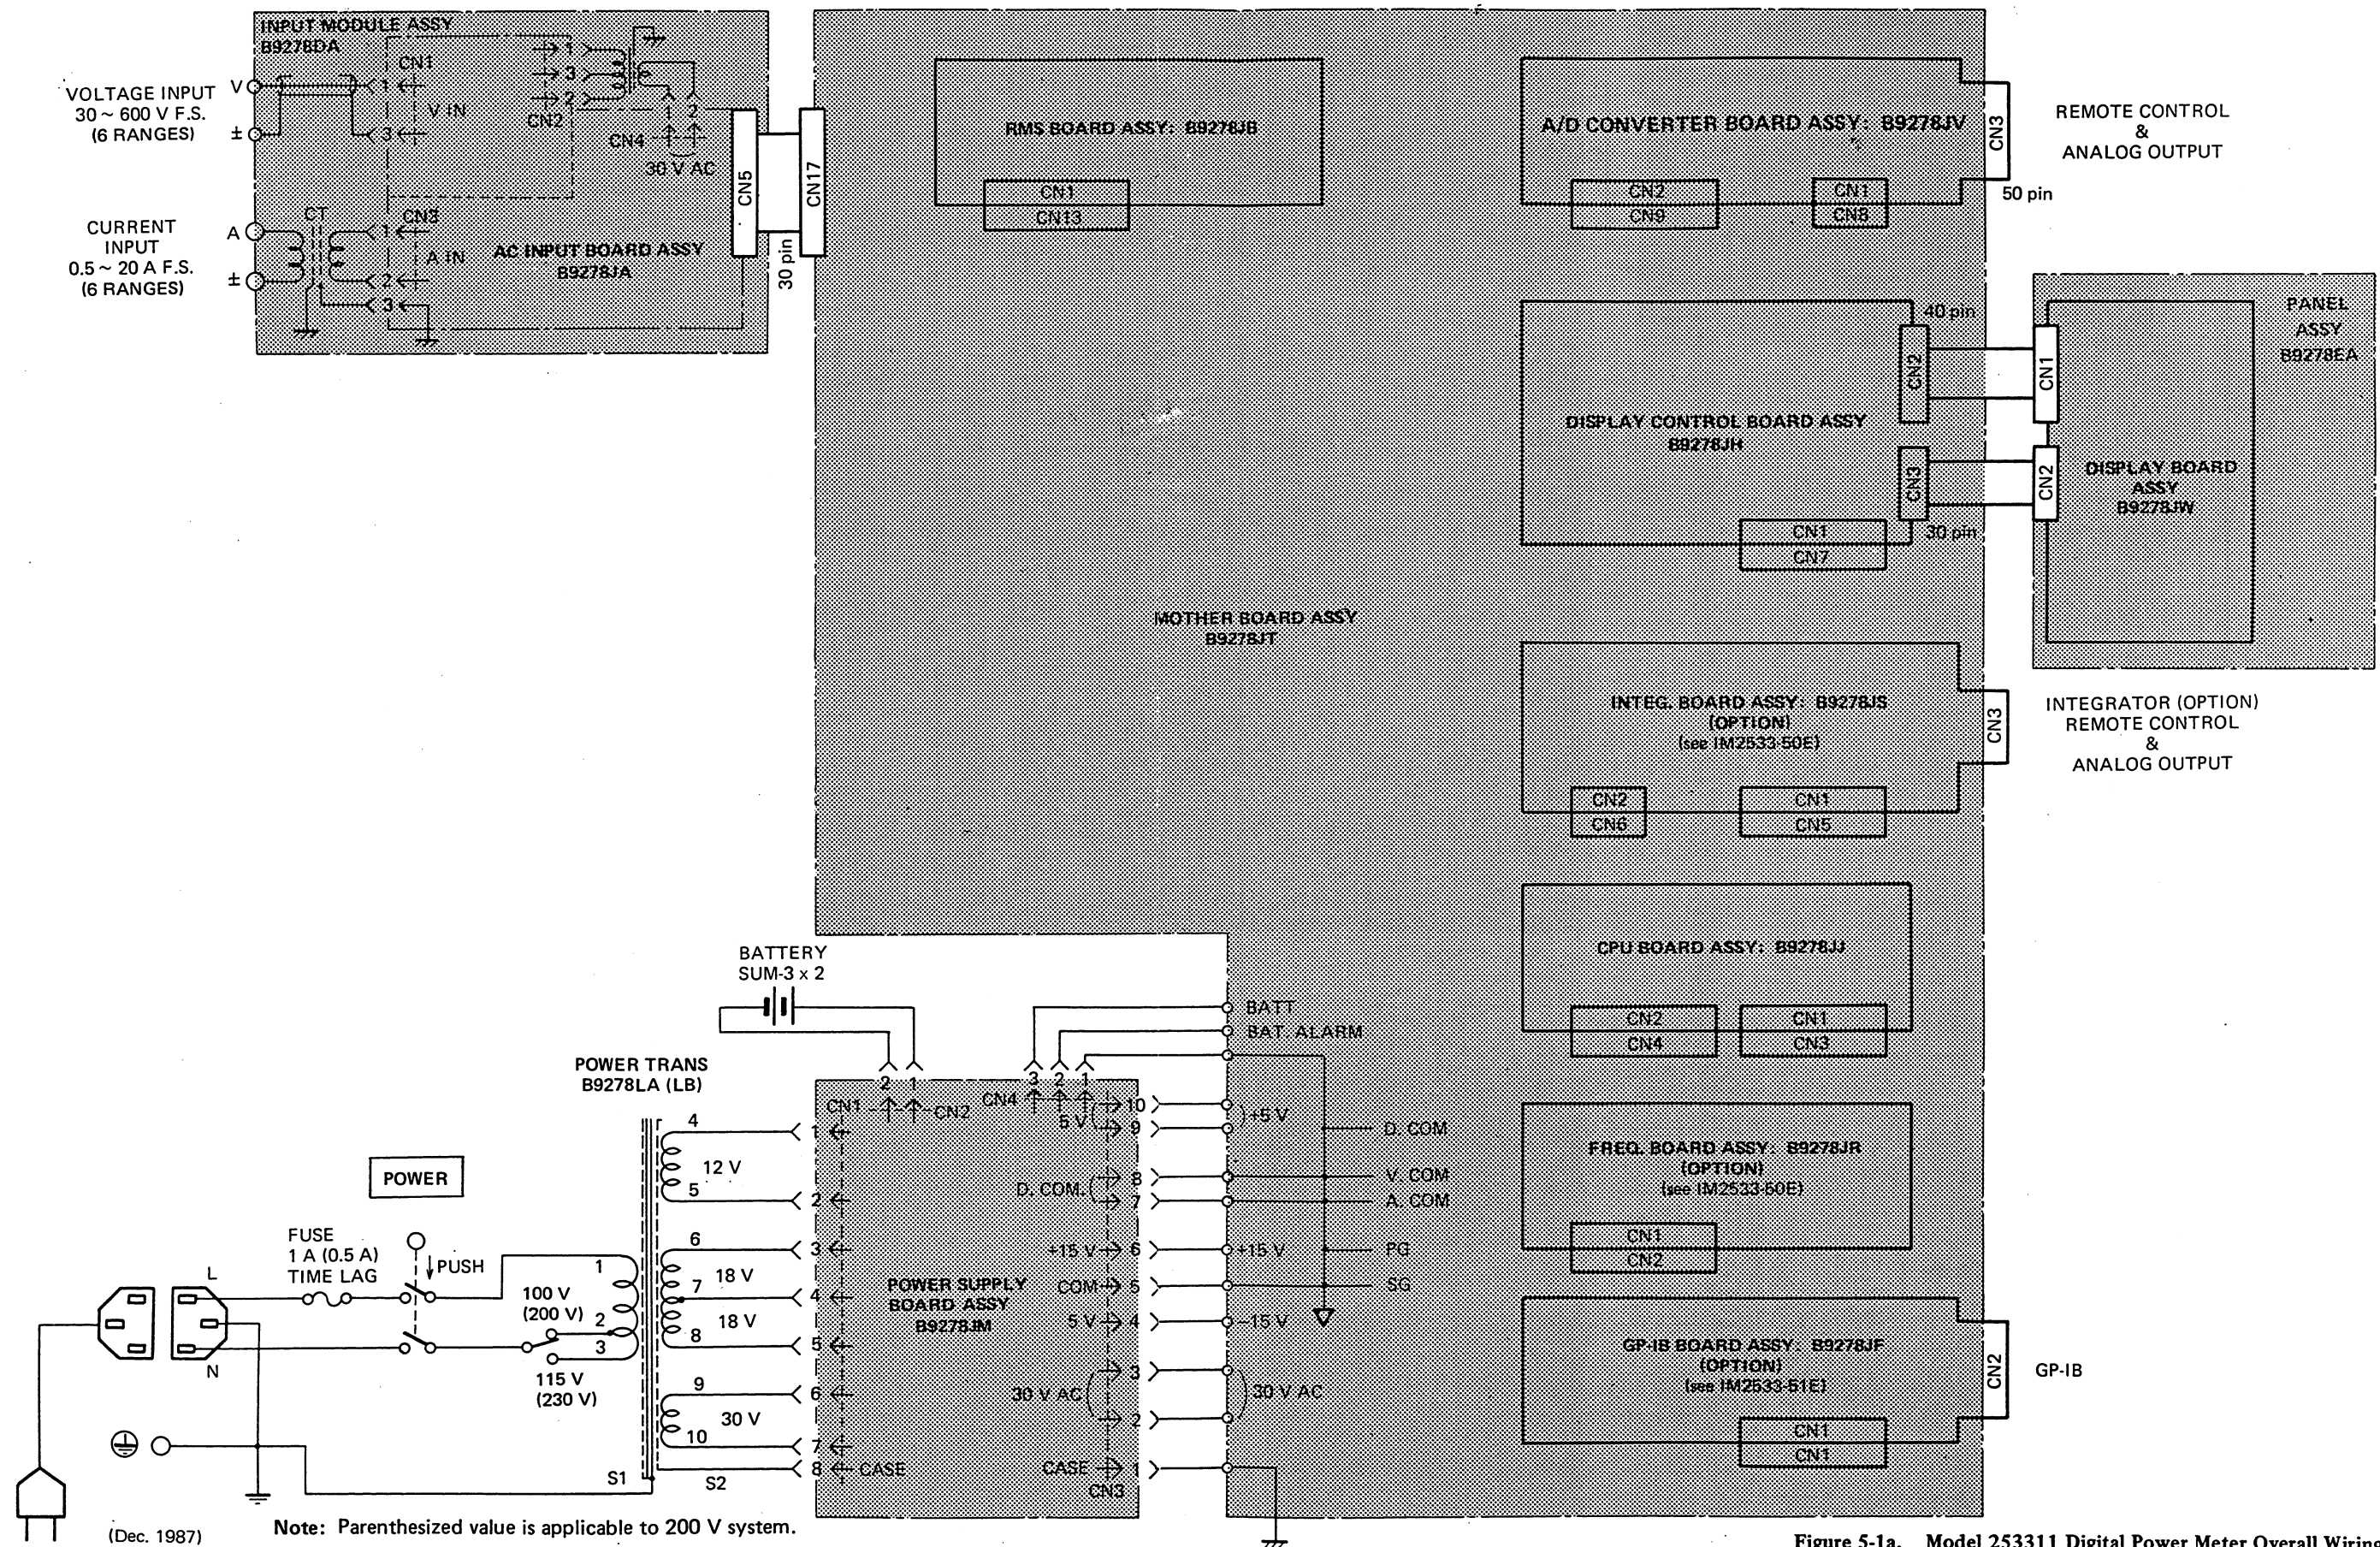 INPUT MODULE ASSY
B9278DA
VOLTAGE INPUT
30 ~ 600 V F.S.
(6 RANGES)
V
±
CN1
1
V IN
3
1
3
2
CN2
1
2
CN4
30 V AC
CURRENT
INPUT
0.5 ~ 20 A F.S.
(6 RANGES)
A
±
CT
CN3
1
A IN
2
3
AC INPUT BOARD ASSY
B9278JA
CN5
30 pin
CN17
RMS BOARD ASSY: B9278JB
CN1
CN13
A/D CONVERTER BOARD ASSY: B9278JV
CN2
CN9
CN1
CN8
CN3
50 pin
REMOTE CONTROL
&
ANALOG OUTPUT
DISPLAY CONTROL BOARD ASSY
B9278JH
40 pin
CN2
CN3
30 pin
CN1
CN7
PANEL
ASSY
B9278EA
CN1
CN2
DISPLAY BOARD
ASSY
B9278JW
MOTHER BOARD ASSY
B9278JT
INTEG. BOARD ASSY: B9278JS
(OPTION)
(see IM2533-50E)
CN2
CN6
CN1
CN5
CN3
INTEGRATOR (OPTION)
REMOTE CONTROL
&
ANALOG OUTPUT
CPU BOARD ASSY: B9278JJ
CN2
CN4
CN1
CN3
FREQ. BOARD ASSY: B9278JR
(OPTION)
(see IM2533-60E)
CN1
CN2
GP-IB BOARD ASSY: B9278JF
(OPTION)
(see IM2533-51E)
CN1
CN1
CN2
GP-IB
BATTERY
SUM-3 x 2
BATT
BAT. ALARM
POWER TRANS
B9278LA (LB)
2 1
CN1
CN2
3 2 1
CN4
10
5 V
9
+5 V
D. COM
8
D. COM.
7
V. COM
A. COM
+15 V
6
+15 V
PG
COM
5
SG
5 V
4
-15 V
3
30 V AC
2
30 V AC
CASE
1
CN3
POWER SUPPLY
BOARD ASSY
B9278JM
1
2
3
4
5
6
7
8
CASE
4
12 V
5
6
18 V
7
18 V
8
9
30 V
10
S1
S2
POWER
FUSE
1 A (0.5 A)
TIME LAG
PUSH
L
N
1
100 V
(200 V)
2
3
115 V
(230 V)
(Dec. 1987)
Note: Parenthesized value is applicable to 200 V system.
Figure 5-1a. Model 253311 Digital Power Meter Overall Wiring